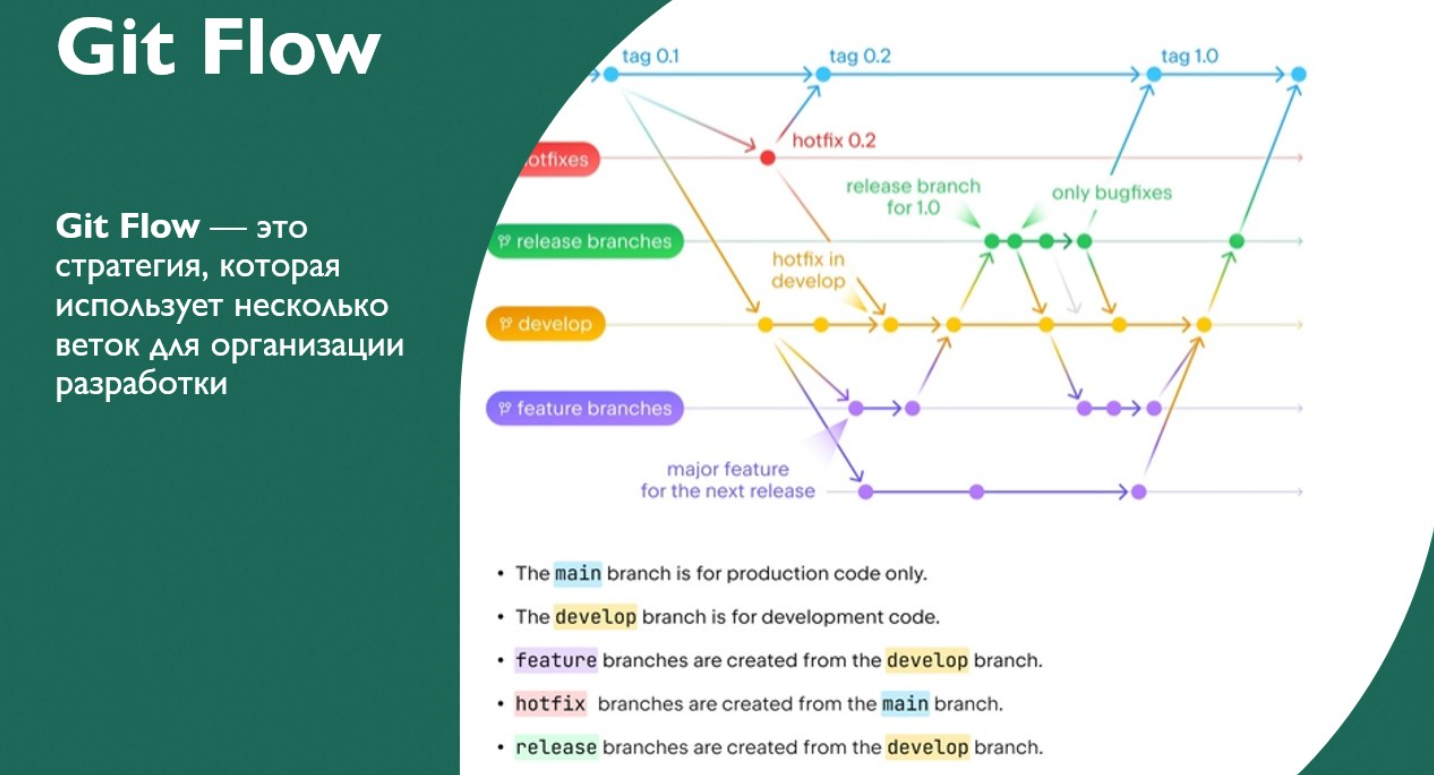 Git Flow
Git Flow — это
стратегия, которая
использует несколько
веток для организации
разработки
tag 0.1
tag 0.2
tag 1.0
hotfix 0.2
otfixes
release branch
for 1.0
only bugfixes
release branches
hotfix in
develop
develop
feature branches
major feature
for the next release
• The main branch is for production code only.
• The develop branch is for development code.
• feature branches are created from the develop branch.
• hotfix branches are created from the main branch.
• release branches are created from the develop branch.